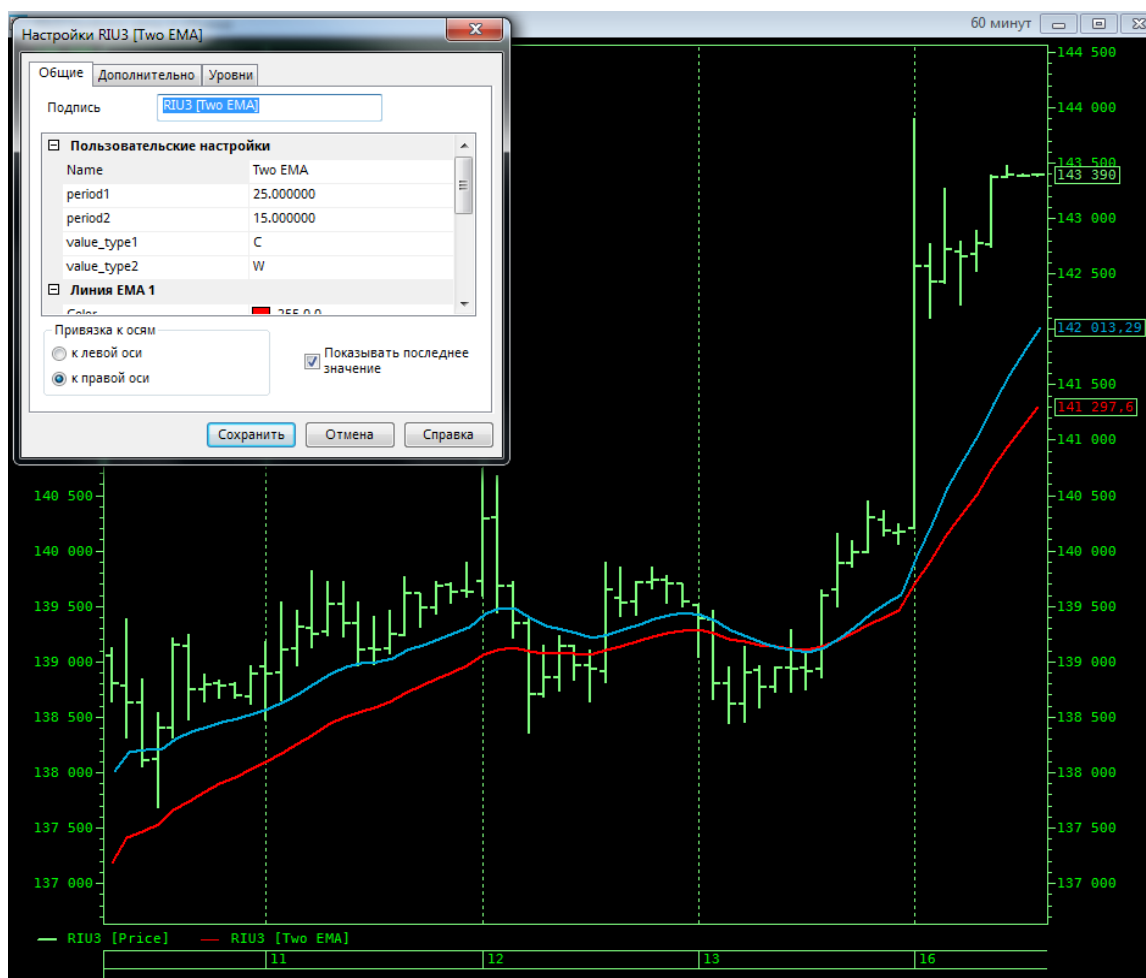 60 минут
Настройки RIU3 [Two EMA]
Общие Дополнительно Уровни
Подпись RIU3 [Two EMA]
Пользовательские настройки
Name Two EMA
period1 25.000000
period2 15.000000
value_type1 C
value_type2 W
Линия EMA 1
Color 255.0.0
Привязка к осям
к левой оси
к правой оси
Показывать последнее
значение
Сохранить Отмена Справка
144 500
144 000
143 500
143 390
143 000
142 500
142 013,29
141 500
141 297,6
141 000
140 500 140 500
140 000 140 000
139 500 139 500
139 000 139 000
138 500 138 500
138 000 138 000
137 500 137 500
137 000 137 000
RIU3 [Price] RIU3 [Two EMA]
11 12 13 16